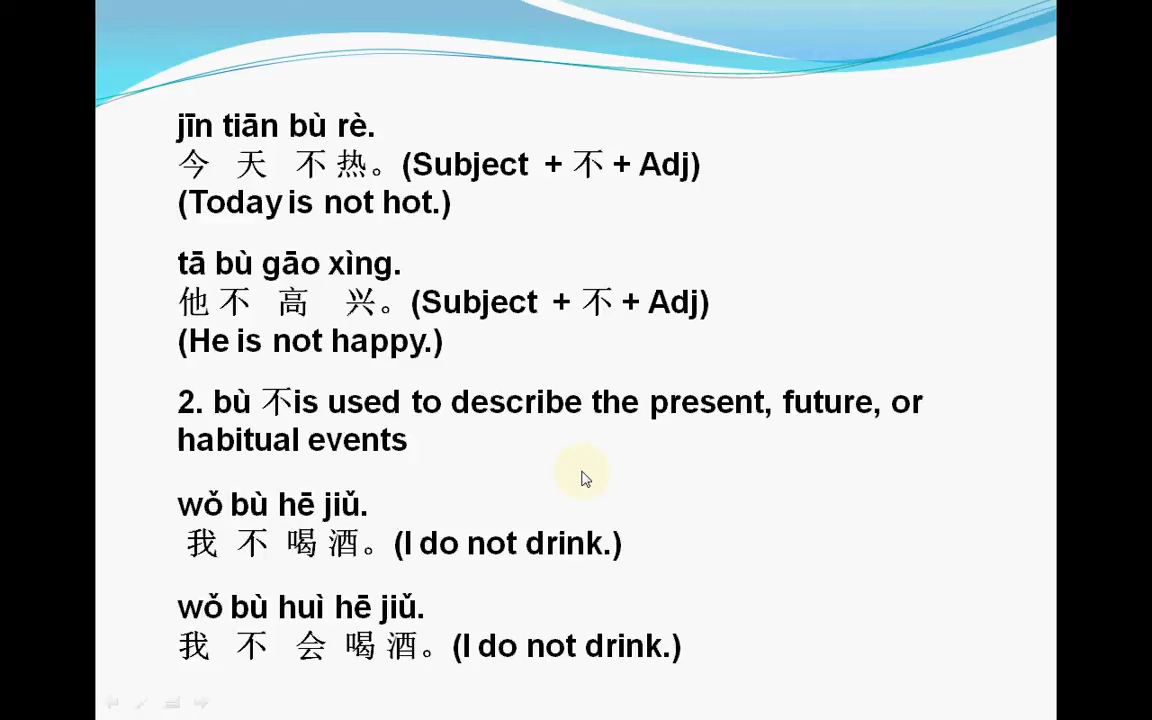 jīn tiān bù rè.
今 天 不 热。(Subject + 不 + Adj)
(Today is not hot.)
tā bù gāo xìng.
他 不 高 兴。(Subject + 不 + Adj)
(He is not happy.)
2. bù 不is used to describe the present, future, or
habitual events
wǒ bù hē jiǔ.
我 不 喝 酒。(I do not drink.)
wǒ bù huì hē jiǔ.
我 不 会 喝 酒。(I do not drink.)